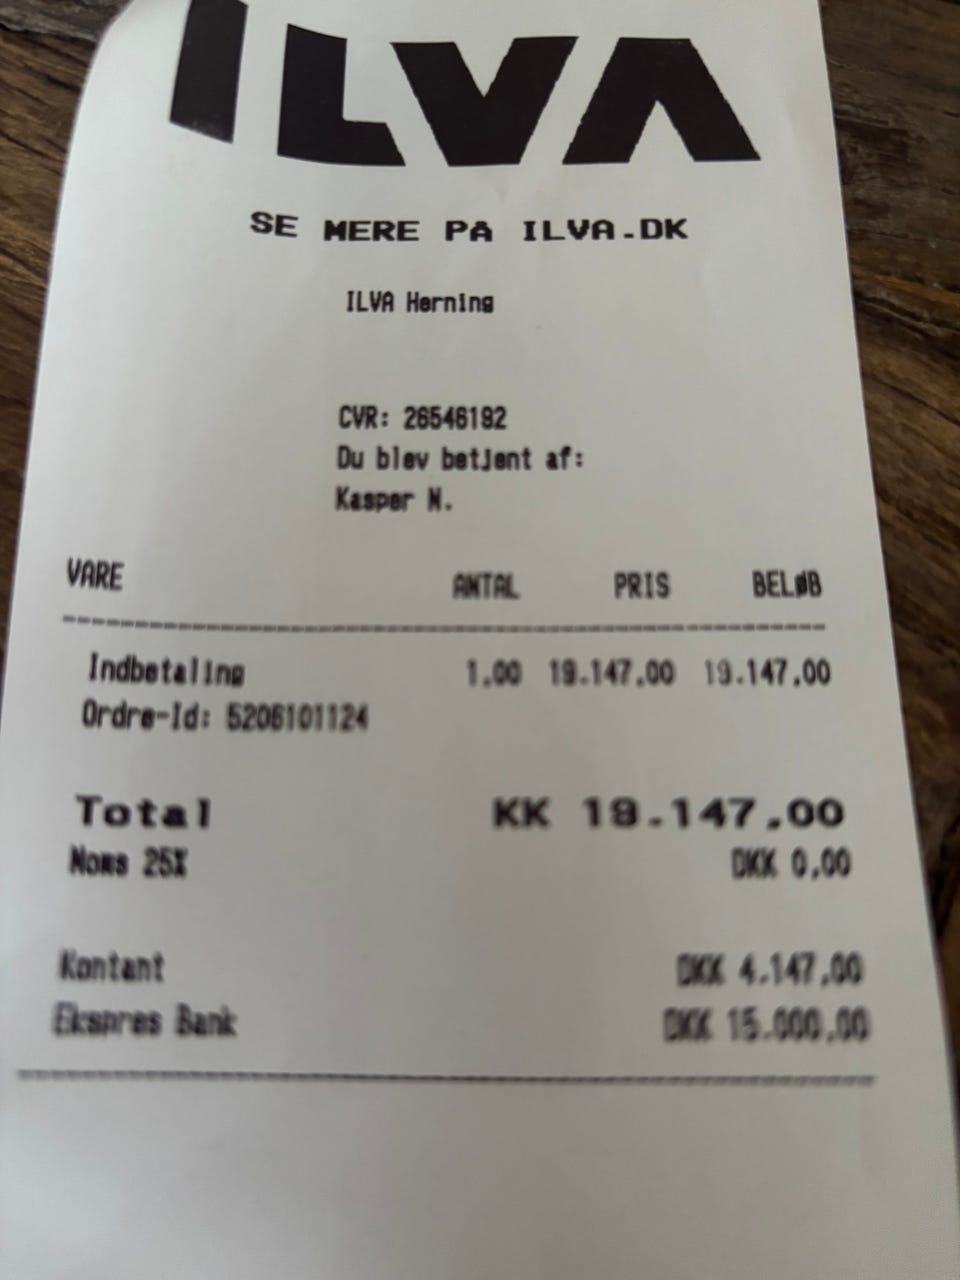 ILVA
SE MERE PÅ ILVA.DK
ILVA Herning
CVR: 26546192
Du blev betjent af:
Kasper N.
VARE ANTAL PRIS BELØB
Indbetaling 1,00 19.147,00 19.147,00
Ordre-Id: 5206101124
Total KK 19.147,00
Moms 25% DKK 0,00
Kontant DKK 4.147,00
Ekspres Bank DKK 15.000,00